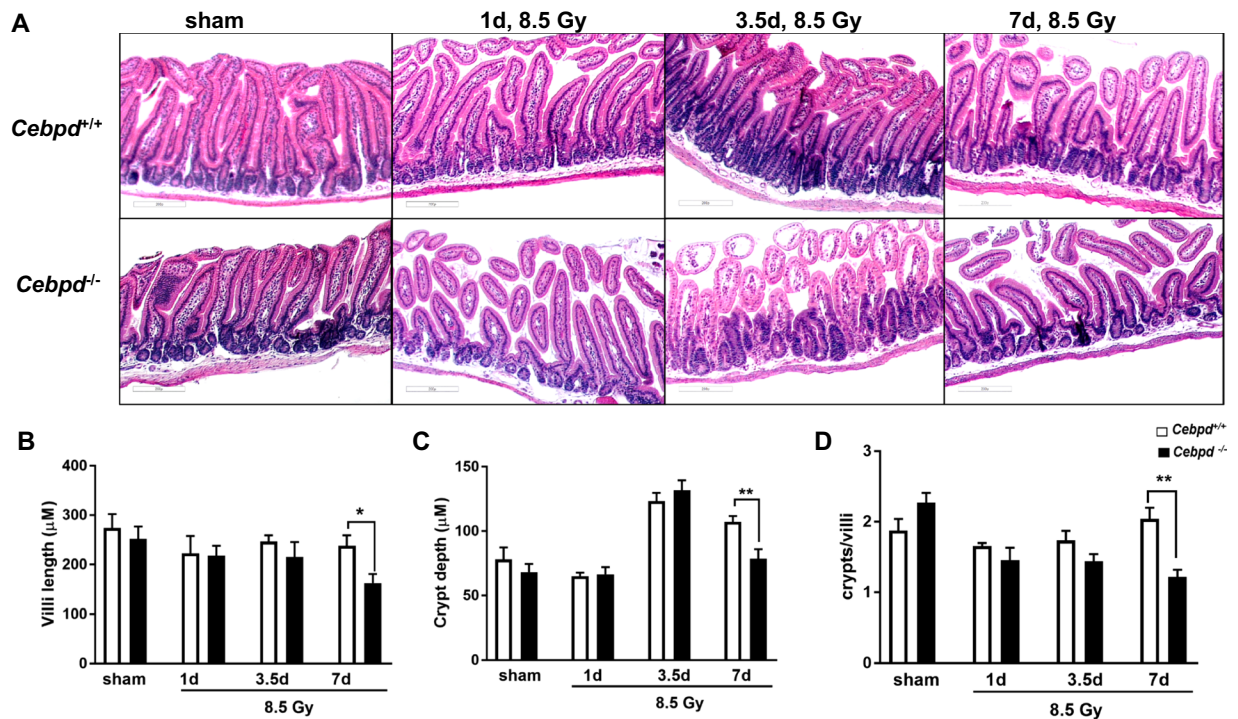 A
sham
1d, 8.5 Gy
3.5d, 8.5 Gy
7d, 8.5 Gy
Cebpd+/+
Cebpd-/-
B
400
300
200
100
0
Villi length (μM)
*
sham
1d
3.5d
7d
8.5 Gy
C
150
100
50
0
Crypt depth (μM)
**
sham
1d
3.5d
7d
8.5 Gy
D
Cebpd+/+
Cebpd -/-
3
2
1
0
crypts/villi
**
sham
1d
3.5d
7d
8.5 Gy